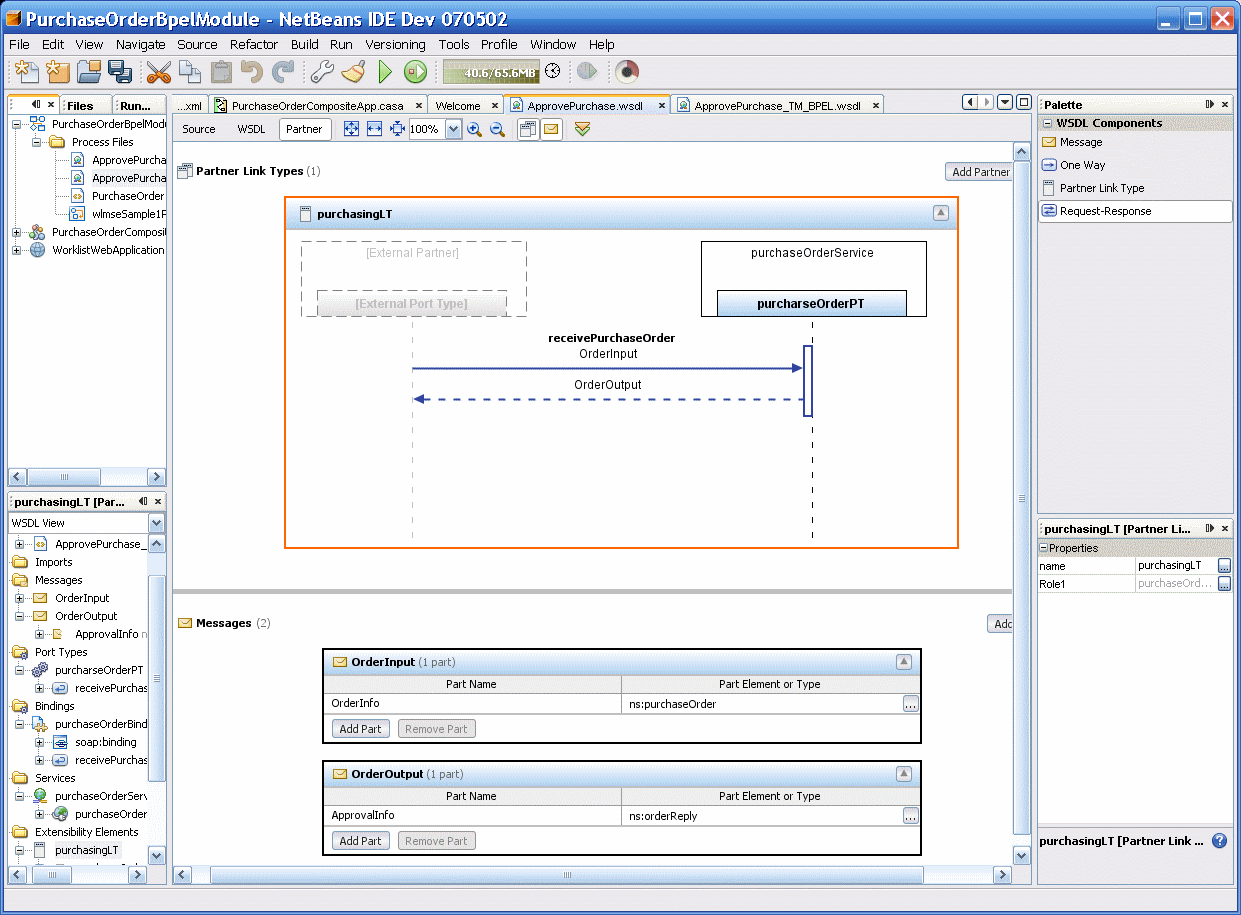 PurchaseOrderBpelModule - NetBeans IDE Dev 070502
File Edit View Navigate Source Refactor Build Run Versioning Tools Profile Window Help
40.6/65.6MB
Files
Run...
...xml
PurchaseOrderCompositeApp.casa
Welcome
ApprovePurchase.wsdl
ApprovePurchase_TM_BPEL.wsdl
PurchaseOrderBpelModu
Process Files
ApprovePurcha
ApprovePurcha
PurchaseOrder
wlmseSample1P
PurchaseOrderComposit
WorklistWebApplication
Source WSDL Partner 100%
Partner Link Types (1)
Add Partner
purchasingLT
[External Partner]
[External Port Type]
purchaseOrderService
purcharseOrderPT
receivePurchaseOrder
OrderInput
OrderOutput
Messages (2)
Add
OrderInput (1 part)
Part Name Part Element or Type
OrderInfo ns:purchaseOrder ...
Add Part Remove Part
OrderOutput (1 part)
Part Name Part Element or Type
ApprovalInfo ns:orderReply ...
Add Part Remove Part
purchasingLT [Par...
WSDL View
ApprovePurchase_
Imports
Messages
OrderInput
OrderOutput
ApprovalInfo n
Port Types
purcharseOrderPT
receivePurchas
Bindings
purchaseOrderBind
soap:binding
receivePurchas
Services
purchaseOrderServ
purchaseOrder
Extensibility Elements
purchasingLT
Palette
WSDL Components
Message
One Way
Partner Link Type
Request-Response
purchasingLT [Partner Li...
Properties
name purchasingLT ...
Role1 purchaseOrd... ...
purchasingLT [Partner Link ...